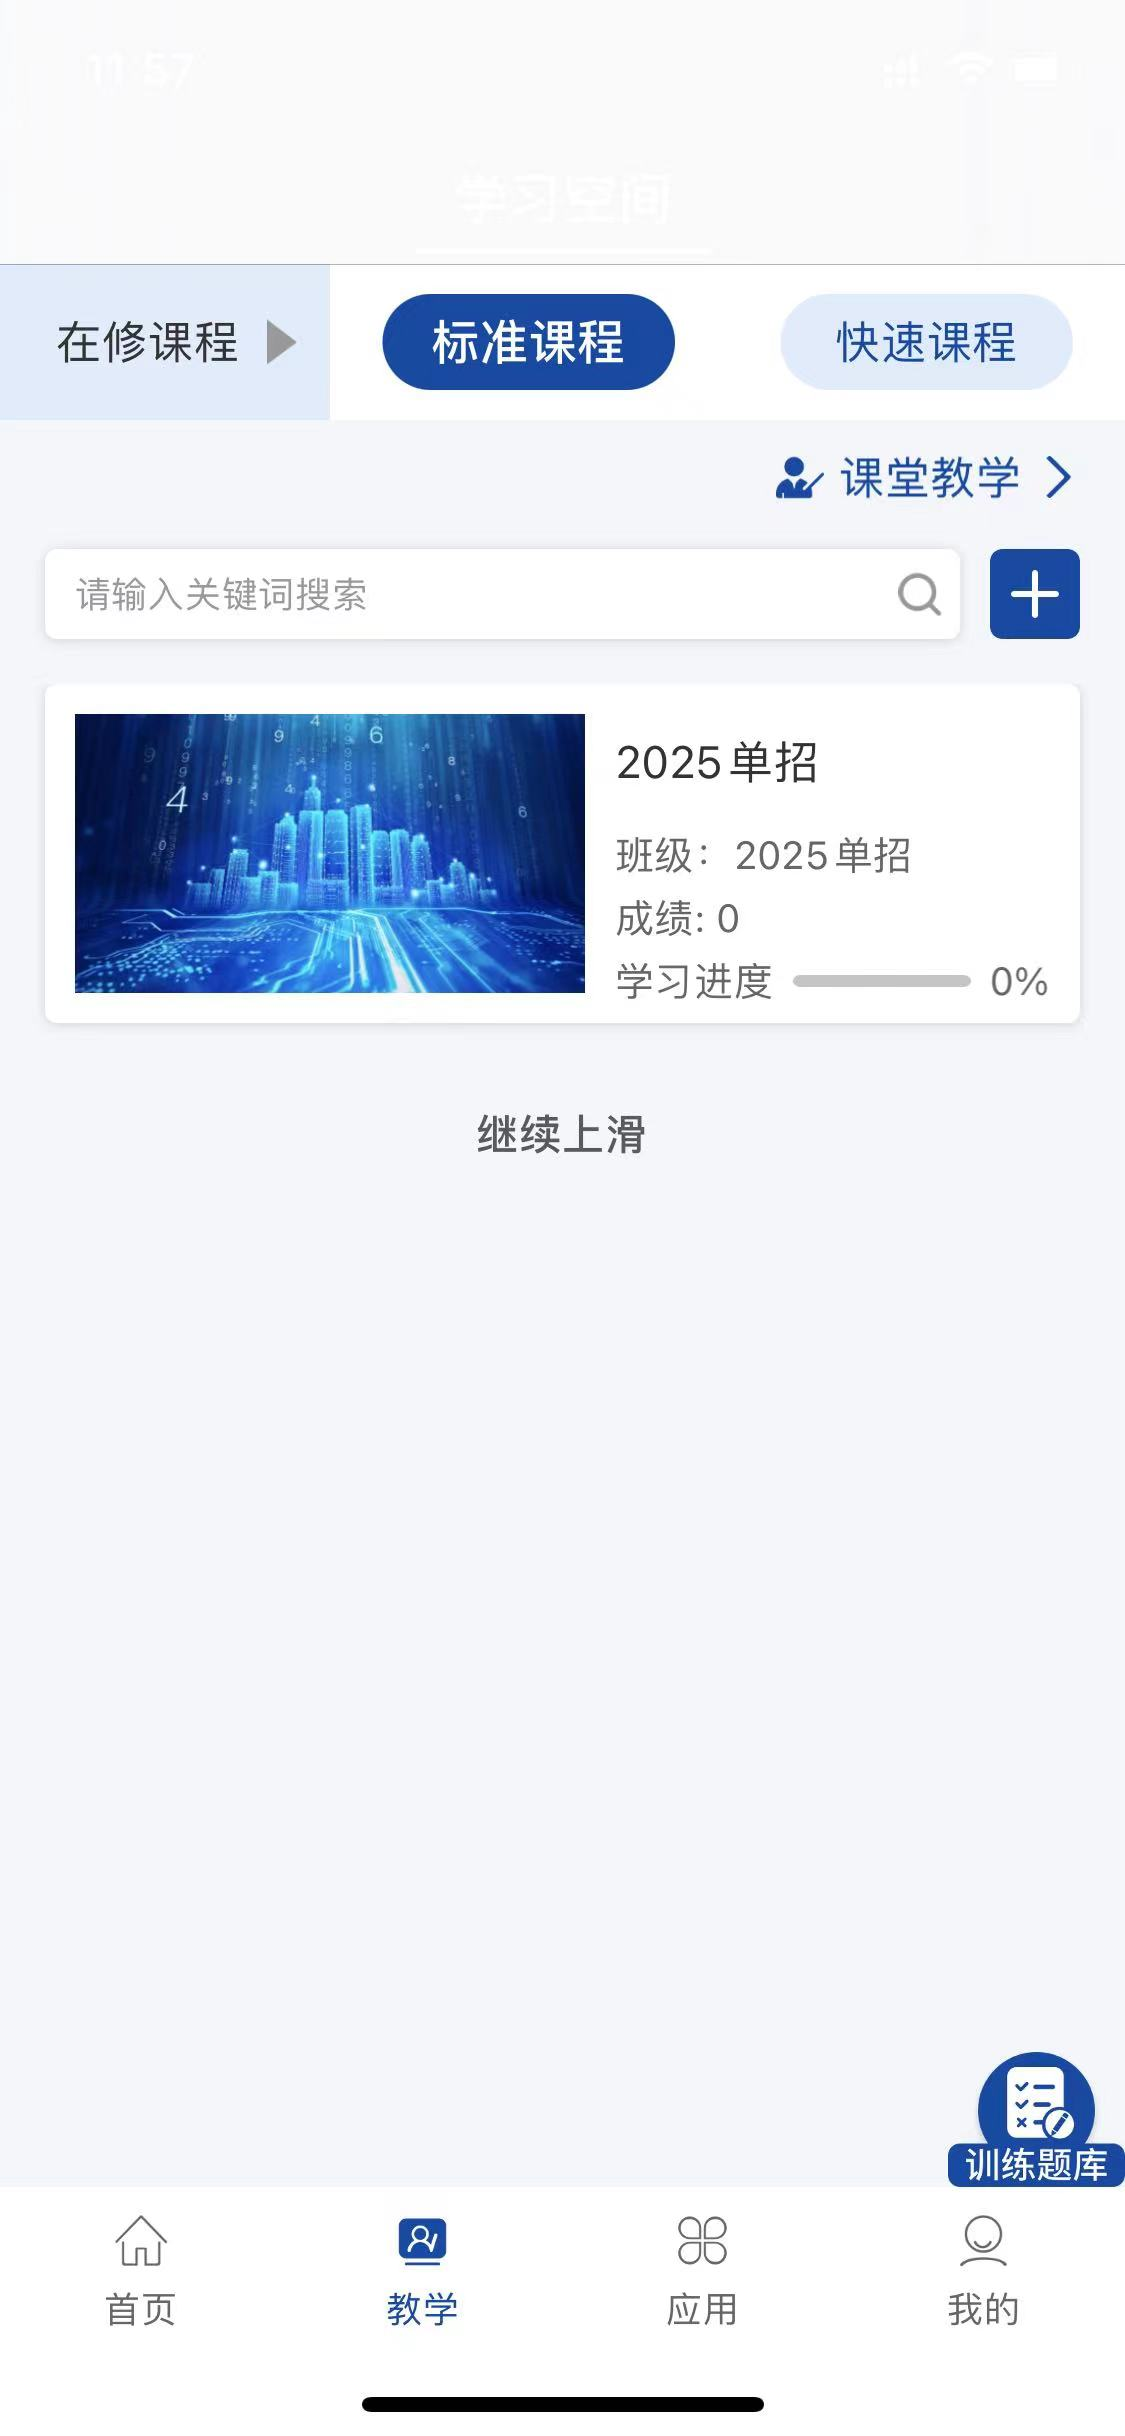 11:57
学习空间
在修课程
标准课程
快速课程
课堂教学
请输入关键词搜索
2025单招
班级：2025单招
成绩: 0
学习进度 0%
继续上滑
训练题库
首页
教学
应用
我的